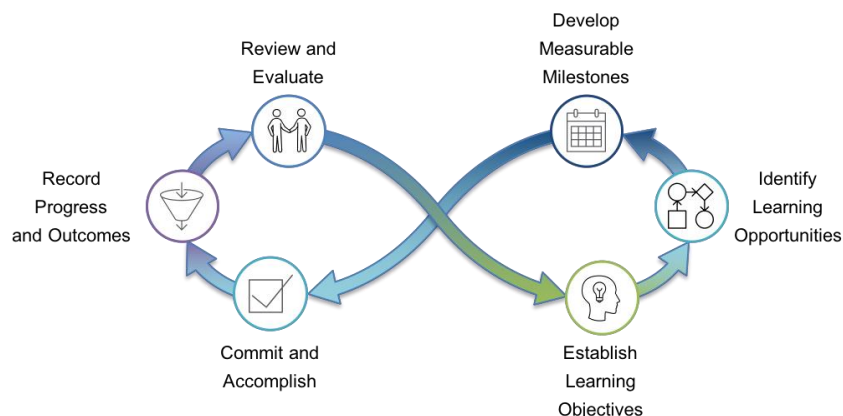 Review and
Evaluate
Develop
Measurable
Milestones
Record
Progress
and Outcomes
Identify
Learning
Opportunities
Commit and
Accomplish
Establish
Learning
Objectives